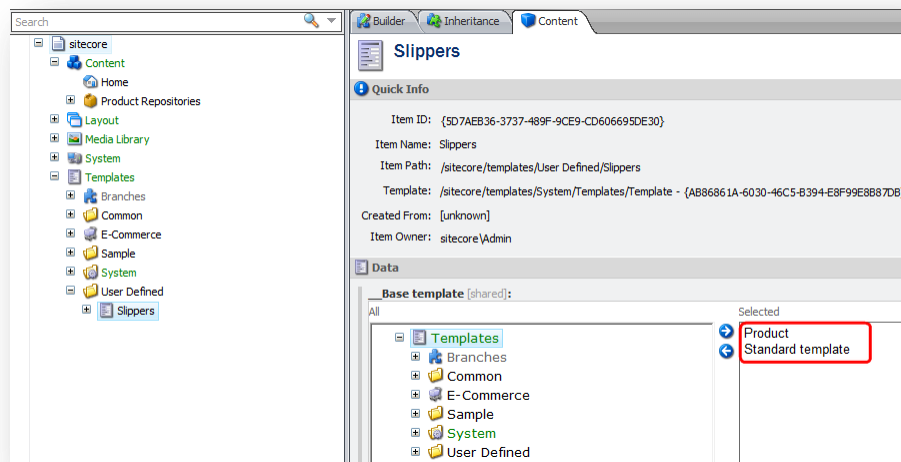 Search
sitecore
Content
Home
Product Repositories
Layout
Media Library
System
Templates
Branches
Common
E-Commerce
Sample
System
User Defined
Slippers
Builder
Inheritance
Content
Slippers
Quick Info
Item ID: {5D7AEB36-3737-489F-9CE9-CD606695DE30}
Item Name: Slippers
Item Path: /sitecore/templates/User Defined/Slippers
Template: /sitecore/templates/System/Templates/Template - {AB86861A-6030-46C5-B394-E8F99E8B87DB
Created From: [unknown]
Item Owner: sitecore\Admin
Data
__Base template [shared]:
All
Templates
Branches
Common
E-Commerce
Sample
System
User Defined
Selected
Product
Standard template